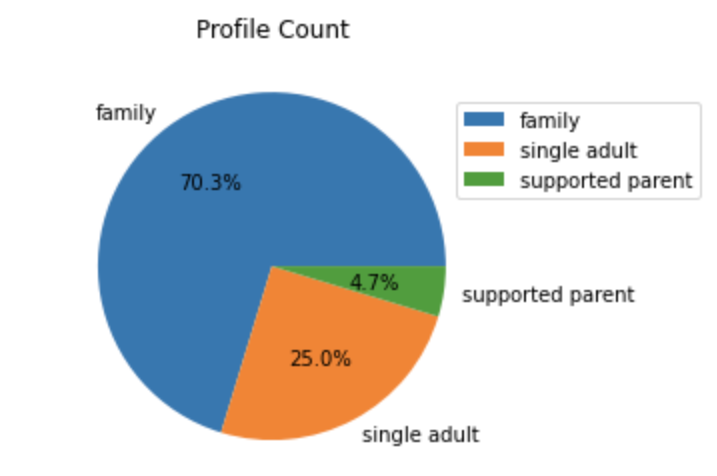 Profile Count
family
family
single adult
supported parent
70.3%
4.7%
supported parent
25.0%
single adult